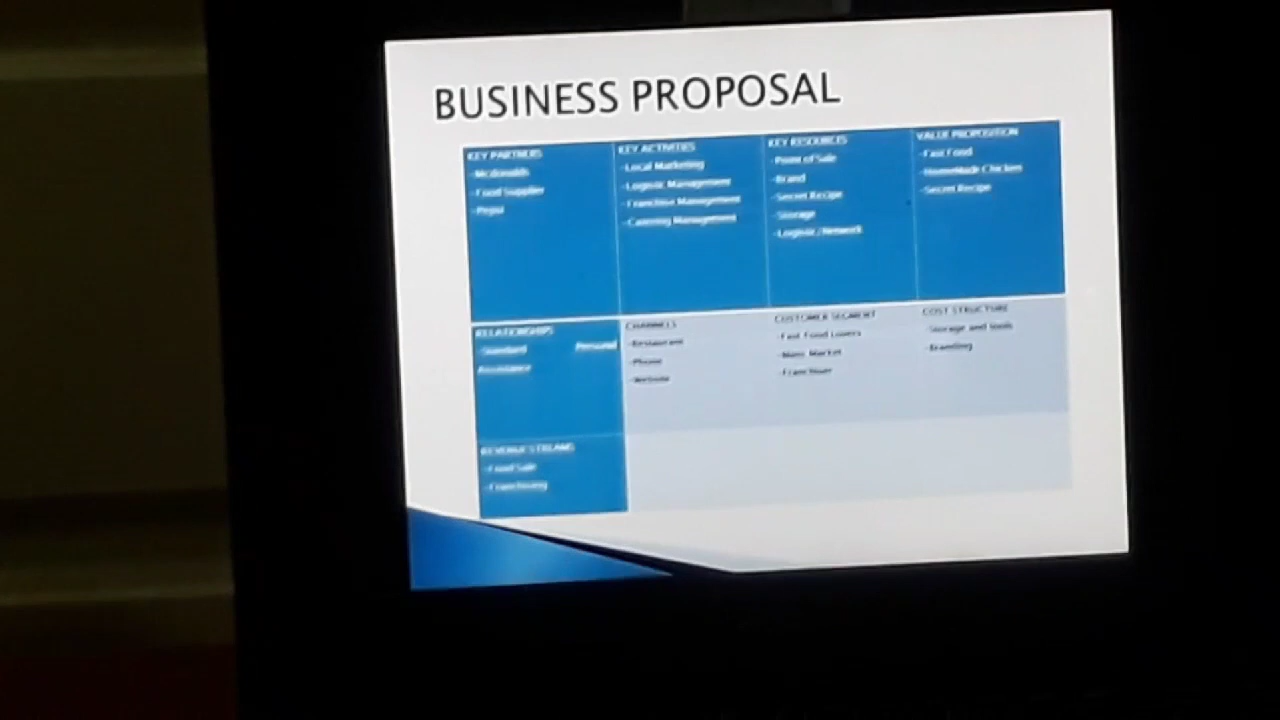 BUSINESS PROPOSAL
KEY PARTNERS
-Mcdonalds
-Food Supplier
-Pepsi
KEY ACTIVITIES
-Local Marketing
-Logistic Management
-Franchise Management
-Catering Management
KEY RESOURCES
-Point of Sale
-Brand
-Secret Recipe
-Storage
-Logistic /Network
VALUE PROPOSITION
-Fast Food
-HomeMade Chicken
-Secret Recipe
RELATIONSHIPS
-Standard Personal
Assistance
CHANNELS
-Restaurant
-Phone
-Website
CUSTOMER SEGMENT
-Fast Food Lovers
-Mass Market
-Franchiser
COST STRUCTURE
-Storage and tools
-Branding
REVENUE STREAMS
-Food Sale
-Franchising